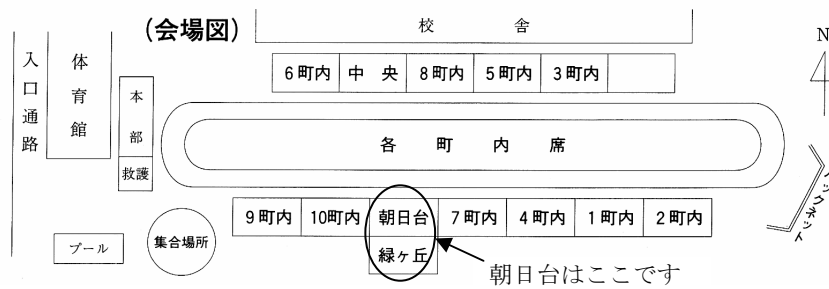 (会場図)
校 舎
N
入口通路
体育館
本部
救護
6町内 中 央 8町内 5町内 3町内
各 町 内 席
9町内 10町内 朝日台 7町内 4町内 1町内 2町内
緑ヶ丘
プール
集合場所
バックネット
朝日台はここです